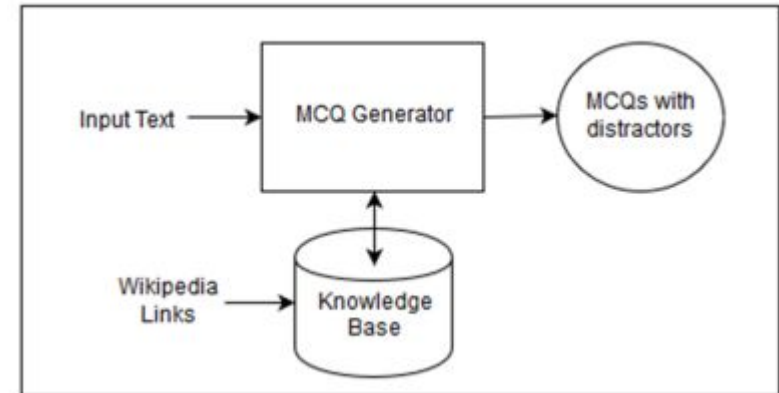 Input Text
MCQ Generator
MCQs with
distractors
Wikipedia
Links
Knowledge
Base